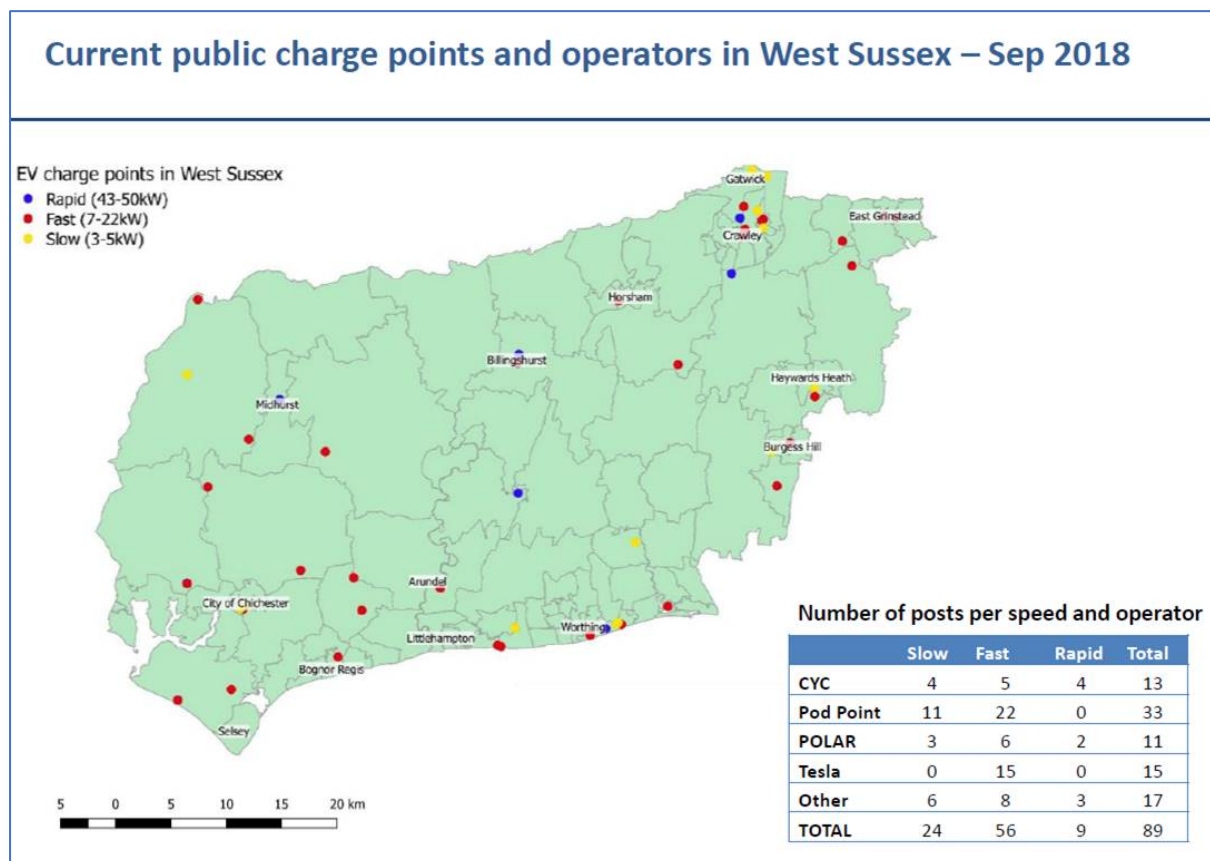 Current public charge points and operators in West Sussex – Sep 2018
EV charge points in West Sussex
Rapid (43-50kW)
Fast (7-22kW)
Slow (3-5kW)
Gatwick
East Grinstead
Crawley
Horsham
Billingshurst
Haywards Heath
Midhurst
Burgess Hill
Arundel
City of Chichester
Worthing
Littlehampton
Bognor Regis
Selsey
5 0 5 10 15 20 km
Number of posts per speed and operator
Slow Fast Rapid Total
CYC 4 5 4 13
Pod Point 11 22 0 33
POLAR 3 6 2 11
Tesla 0 15 0 15
Other 6 8 3 17
TOTAL 24 56 9 89